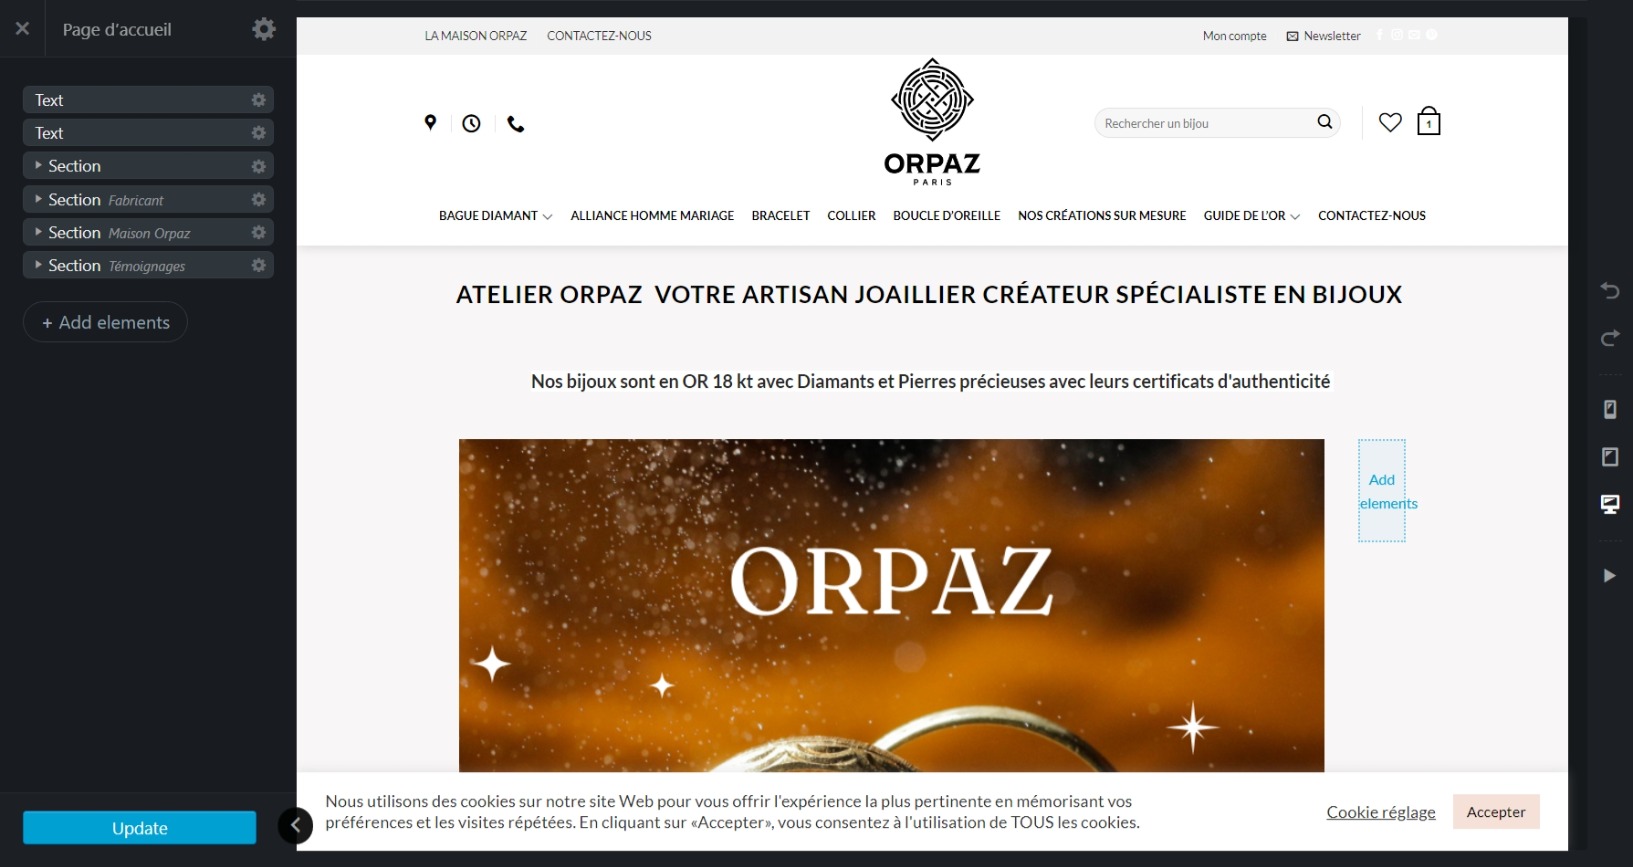 Page d'accueil
Text
Text
Section
Section Fabricant
Section Maison Orpaz
Section Témoignages
+ Add elements
Update
LA MAISON ORPAZ CONTACTEZ-NOUS
Mon compte Newsletter
Rechercher un bijou
1
ORPAZ
PARIS
BAGUE DIAMANT ALLIANCE HOMME MARIAGE BRACELET COLLIER BOUCLE D'OREILLE NOS CRÉATIONS SUR MESURE GUIDE DE L'OR CONTACTEZ-NOUS
ATELIER ORPAZ VOTRE ARTISAN JOAILLIER CRÉATEUR SPÉCIALISTE EN BIJOUX
Nos bijoux sont en OR 18 kt avec Diamants et Pierres précieuses avec leurs certificats d'authenticité
ORPAZ
Add
elements
Nous utilisons des cookies sur notre site Web pour vous offrir l'expérience la plus pertinente en mémorisant vos
préférences et les visites répétées. En cliquant sur «Accepter», vous consentez à l'utilisation de TOUS les cookies.
Cookie réglage
Accepter